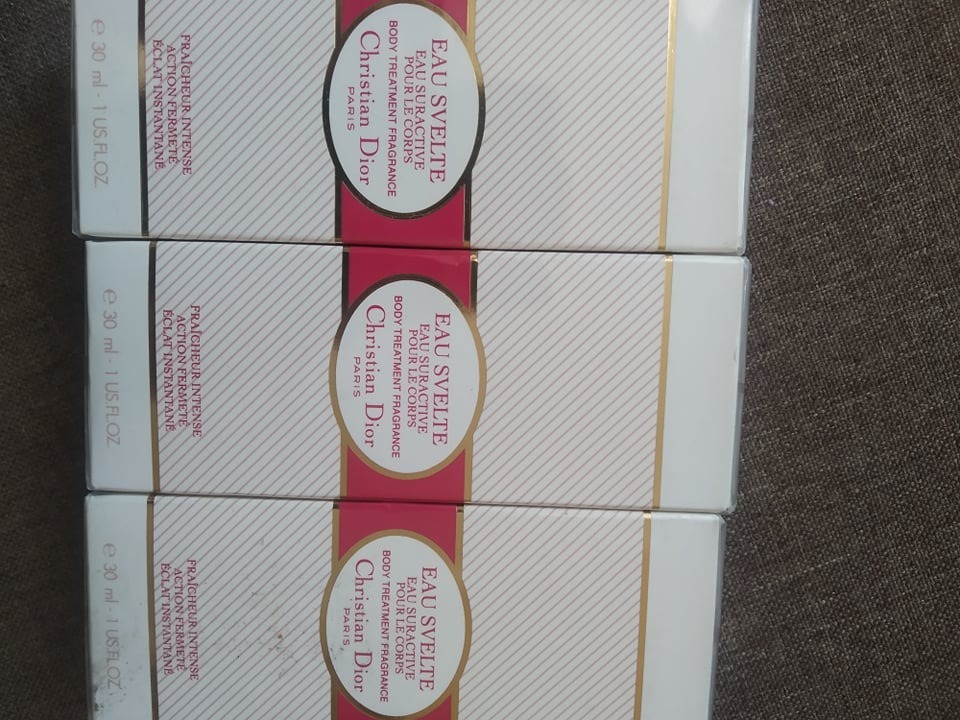 EAU SVELTE
EAU SURACTIVE
POUR LE CORPS
BODY TREATMENT FRAGRANCE
Christian Dior
PARIS
FRAÎCHEUR INTENSE
ACTION FERMETÉ
ÉCLAT INSTANTANÉ
e 30 ml - 1 US.FL.OZ
EAU SVELTE
EAU SURACTIVE
POUR LE CORPS
BODY TREATMENT FRAGRANCE
Christian Dior
PARIS
FRAÎCHEUR INTENSE
ACTION FERMETÉ
ÉCLAT INSTANTANÉ
e 30 ml - 1 US.FL.OZ
EAU SVELTE
EAU SURACTIVE
POUR LE CORPS
BODY TREATMENT FRAGRANCE
Christian Dior
PARIS
FRAÎCHEUR INTENSE
ACTION FERMETÉ
ÉCLAT INSTANTANÉ
e 30 ml - 1 US.FL.OZ